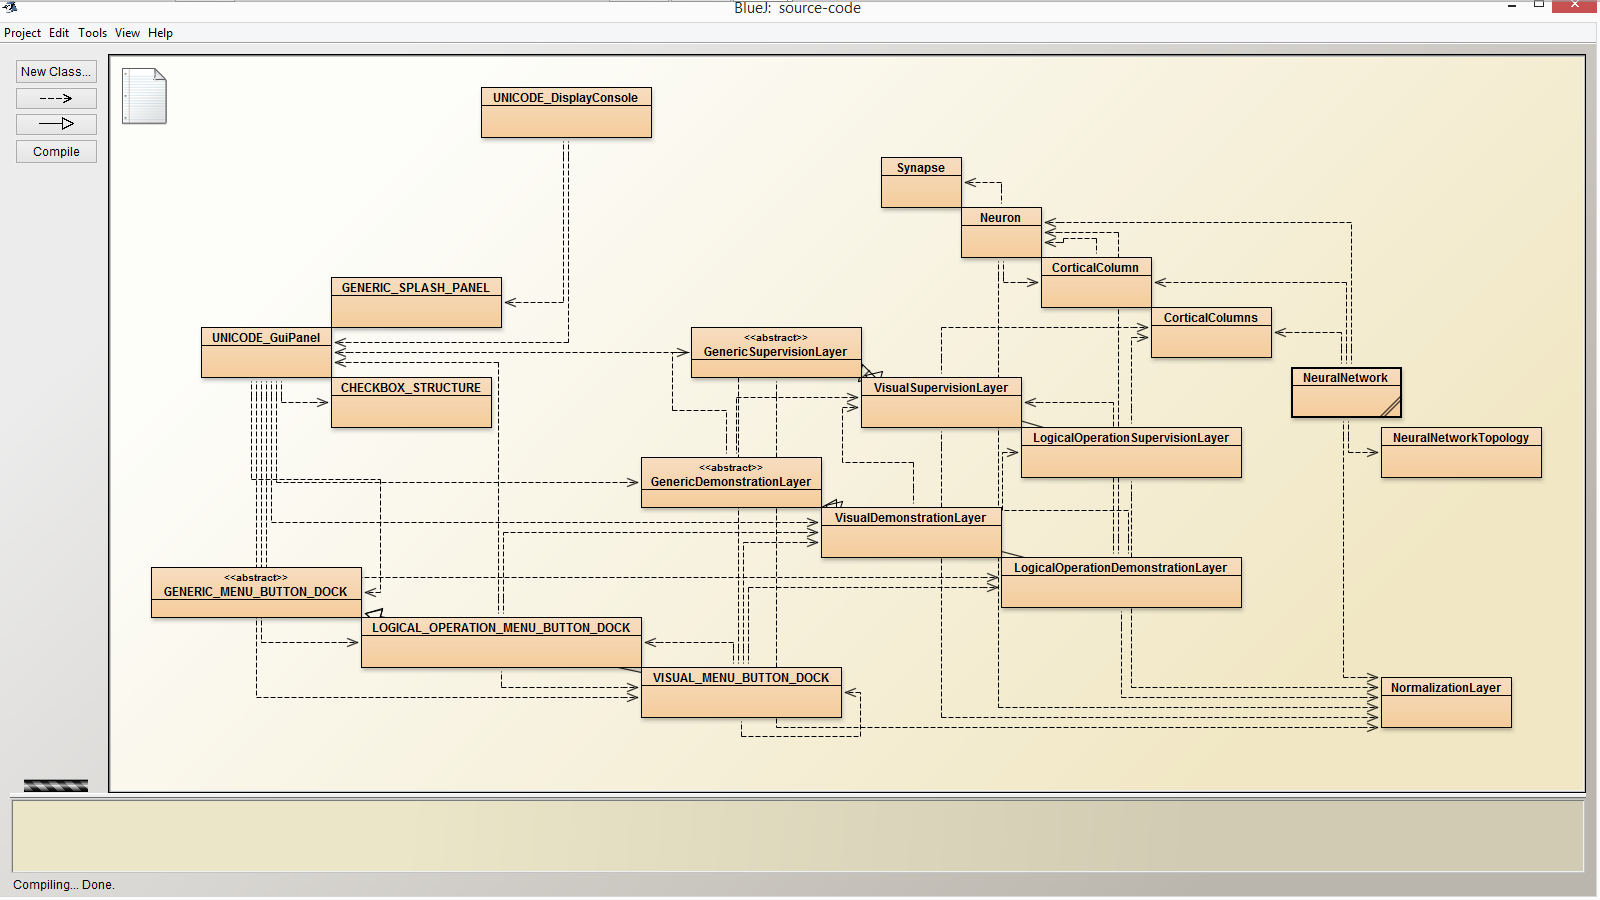 BlueJ: source-code
Project Edit Tools View Help
New Class...
Compile
UNICODE_DisplayConsole
Synapse
Neuron
CorticalColumn
GENERIC_SPLASH_PANEL
CorticalColumns
UNICODE_GuiPanel
<<abstract>>
GenericSupervisionLayer
NeuralNetwork
CHECKBOX_STRUCTURE
VisualSupervisionLayer
LogicalOperationSupervisionLayer
NeuralNetworkTopology
<<abstract>>
GenericDemonstrationLayer
VisualDemonstrationLayer
LogicalOperationDemonstrationLayer
<<abstract>>
GENERIC_MENU_BUTTON_DOCK
LOGICAL_OPERATION_MENU_BUTTON_DOCK
VISUAL_MENU_BUTTON_DOCK
NormalizationLayer
Compiling... Done.